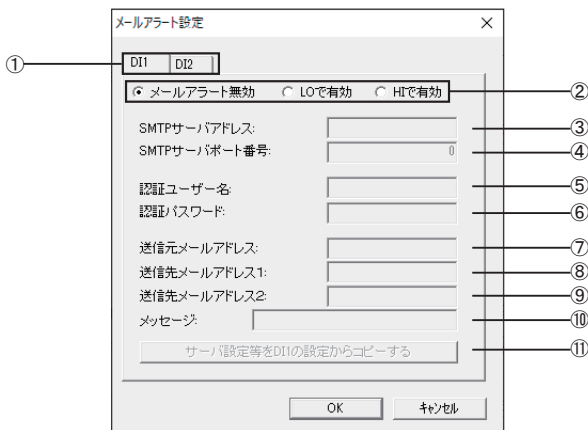 メールアラート設定
① DI1 DI2
メールアラート無効 LOで有効 HIで有効 ②
SMTPサーバアドレス: ③
SMTPサーバポート番号: 0 ④
認証ユーザー名: ⑤
認証パスワード: ⑥
送信元メールアドレス: ⑦
送信先メールアドレス1: ⑧
送信先メールアドレス2: ⑨
メッセージ: ⑩
サーバ設定等をDI1の設定からコピーする ⑪
OK キャンセル